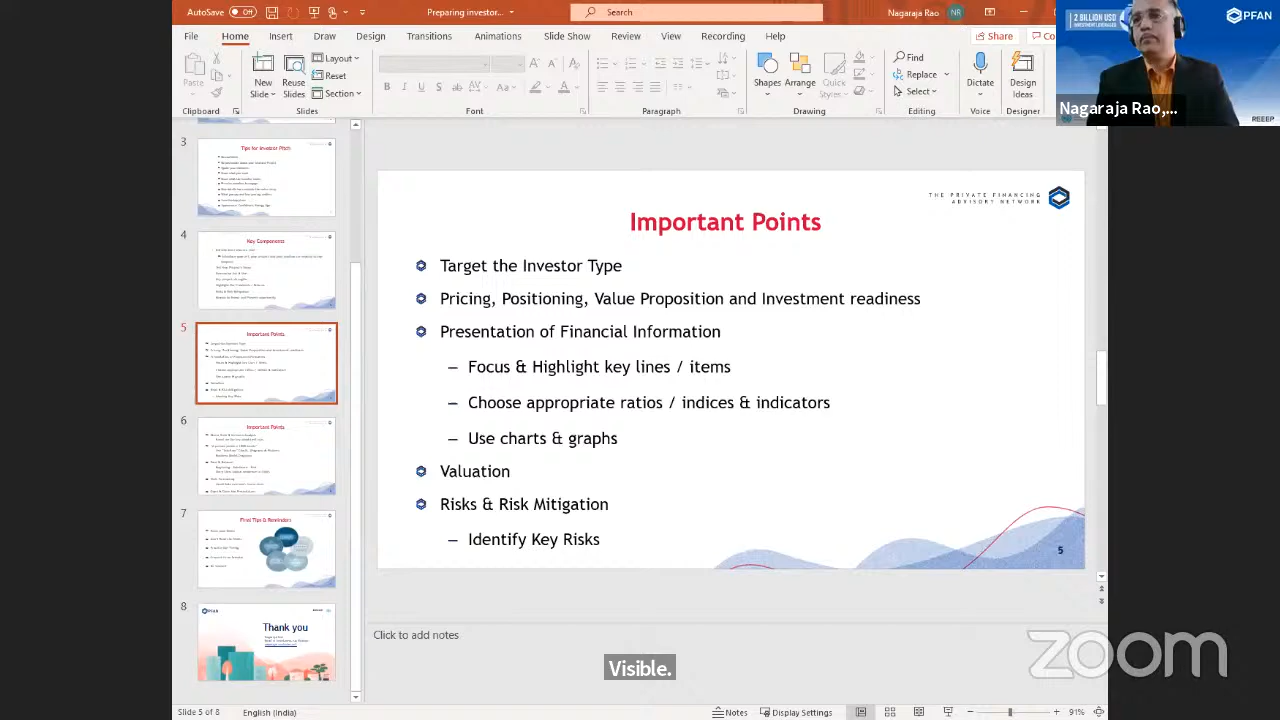 AutoSave Off Preparing investor... Search Nagaraja Rao NR
File Home Insert Draw Design Transitions Animations Slide Show Review View Recording Help Share Co
Paste New Slides Layout Reset Section Shapes Arrange Quick Styles Find Replace Select Dictate Design Ideas
Clipboard Slides Font Paragraph Drawing Editing Voice Designer
2 BILLION USD
INVESTMENT LEVERAGED
PFAN
Nagaraja Rao,...
REEEP
3
Tips for Investor Pitch
4
Key Components
5
Important Points
6
Important Points
7
Final Tips & Reminders
8
PFAN
Thank you
THE PRIVATE FINANCING
ADVISORY NETWORK
Important Points
Targetted Investor Type
Pricing, Positioning, Value Proposition and Investment readiness
Presentation of Financial Information
– Focus & Highlight key lines / items
– Choose appropriate ratios / indices & indicators
– Use charts & graphs
Valuation
Risks & Risk Mitigation
– Identify Key Risks
5
Click to add notes
Visible.
zoom
Slide 5 of 8 English (India) Notes Display Settings 91%